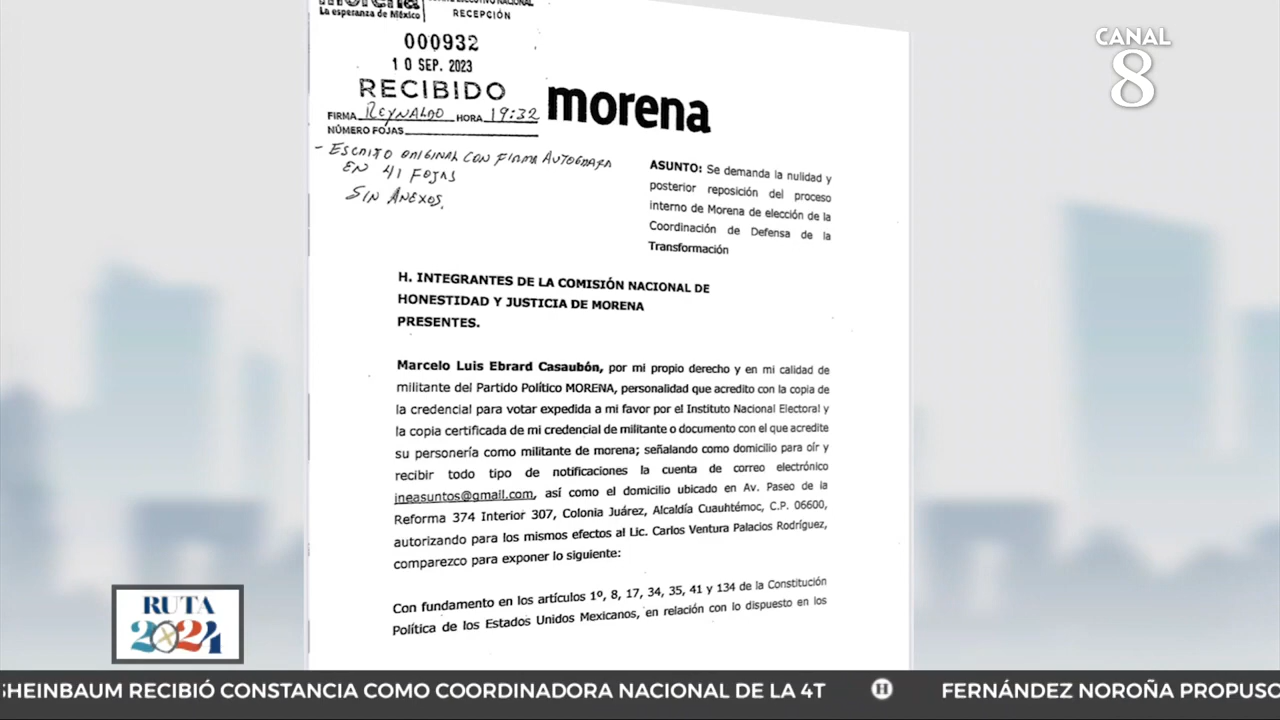 morena
La esperanza de México
NACIONAL
RECEPCIÓN
000932
10 SEP. 2023
RECIBIDO
FIRMA REYNALDO HORA 19:32
NÚMERO FOJAS
- ESCRITO ORIGINAL CON FIRMA AUTÓGRAFA
EN 41 FOJAS
SIN ANEXOS.
morena
ASUNTO: Se demanda la nulidad y
posterior reposición del proceso
interno de Morena de elección de la
Coordinación de Defensa de la
Transformación
H. INTEGRANTES DE LA COMISIÓN NACIONAL DE
HONESTIDAD Y JUSTICIA DE MORENA
PRESENTES.
Marcelo Luis Ebrard Casaubón, por mi propio derecho y en mi calidad de
militante del Partido Político MORENA, personalidad que acredito con la copia de
la credencial para votar expedida a mi favor por el Instituto Nacional Electoral y
la copia certificada de mi credencial de militante o documento con el que acredite
su personería como militante de morena; señalando como domicilio para oír y
recibir todo tipo de notificaciones la cuenta de correo electrónico
ineasuntos@gmail.com, así como el domicilio ubicado en Av. Paseo de la
Reforma 374 Interior 307, Colonia Juárez, Alcaldía Cuauhtémoc, C.P. 06600,
autorizando para los mismos efectos al Lic. Carlos Ventura Palacios Rodríguez,
comparezco para exponer lo siguiente:
Con fundamento en los artículos 1º, 8, 17, 34, 35, 41 y 134 de la Constitución
Política de los Estados Unidos Mexicanos, en relación con lo dispuesto en los
CANAL
8
RUTA
2024
SHEINBAUM RECIBIÓ CONSTANCIA COMO COORDINADORA NACIONAL DE LA 4T H FERNÁNDEZ NOROÑA PROPUSO